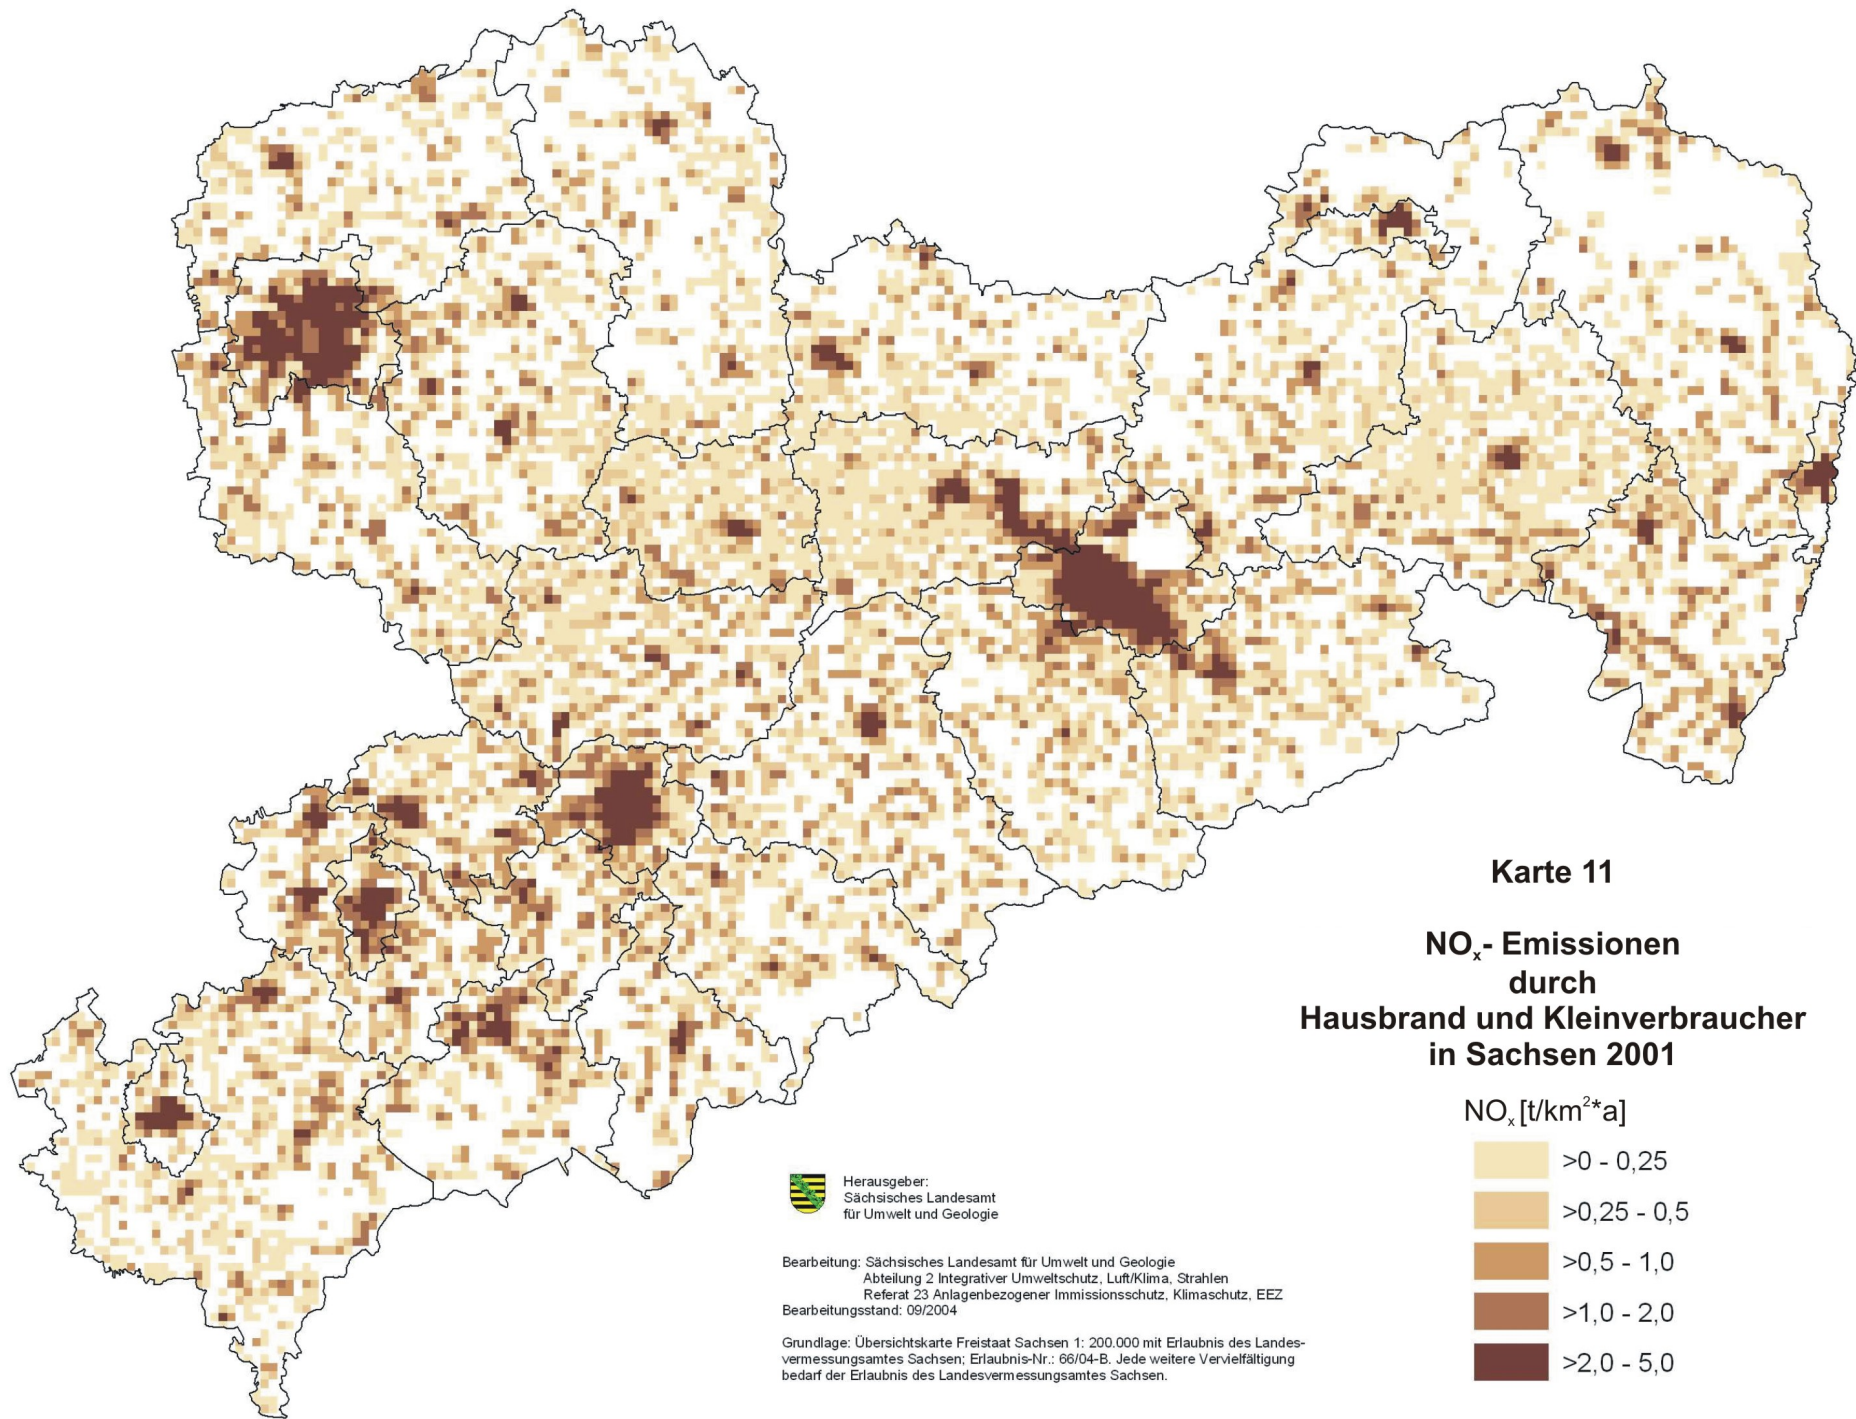 Karte 11
NOx- Emissionen
durch
Hausbrand und Kleinverbraucher
in Sachsen 2001
NOx [t/km²*a]
>0 - 0,25
>0,25 - 0,5
>0,5 - 1,0
>1,0 - 2,0
>2,0 - 5,0
Herausgeber:
Sächsisches Landesamt
für Umwelt und Geologie
Bearbeitung: Sächsisches Landesamt für Umwelt und Geologie
Abteilung 2 Integrativer Umweltschutz, Luft/Klima, Strahlen
Referat 23 Anlagenbezogener Immissionsschutz, Klimaschutz, EEZ
Bearbeitungsstand: 09/2004
Grundlage: Übersichtskarte Freistaat Sachsen 1: 200.000 mit Erlaubnis des Landes-
vermessungsamtes Sachsen; Erlaubnis-Nr.: 66/04-B. Jede weitere Vervielfältigung
bedarf der Erlaubnis des Landesvermessungsamtes Sachsen.